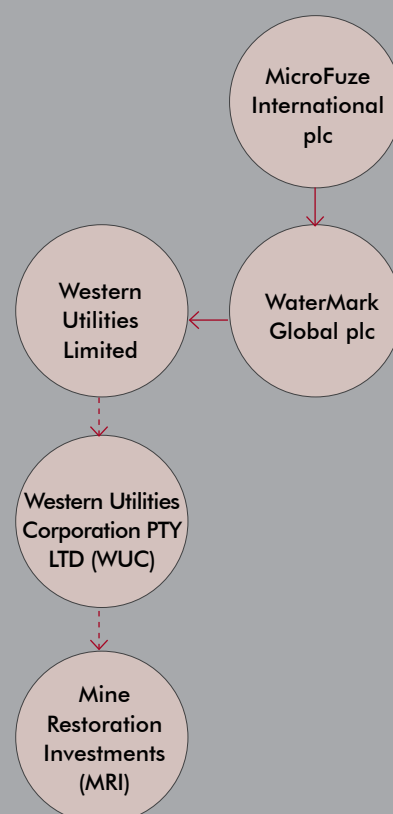 MicroFuze
International
plc
WaterMark
Global plc
Western
Utilities
Limited
Western Utilities
Corporation PTY
LTD (WUC)
Mine
Restoration
Investments
(MRI)